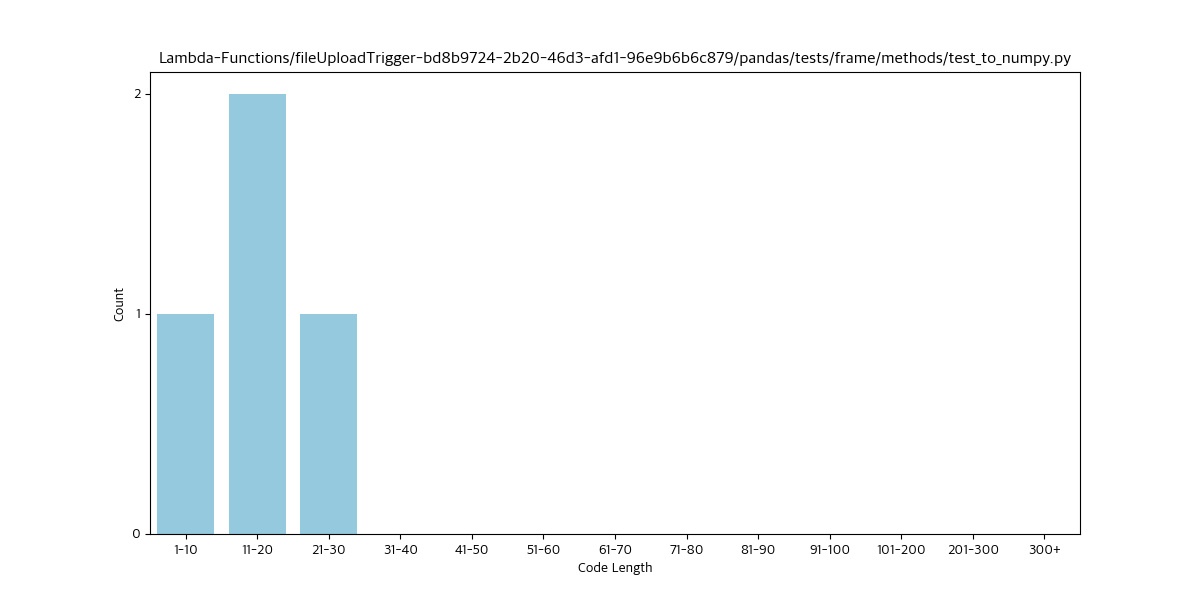 Lambda-Functions/fileUploadTrigger-bd8b9724-2b20-46d3-afd1-96e9b6b6c879/pandas/tests/frame/methods/test_to_numpy.py
2
1
0
Count
1-10 11-20 21-30 31-40 41-50 51-60 61-70 71-80 81-90 91-100 101-200 201-300 300+
Code Length